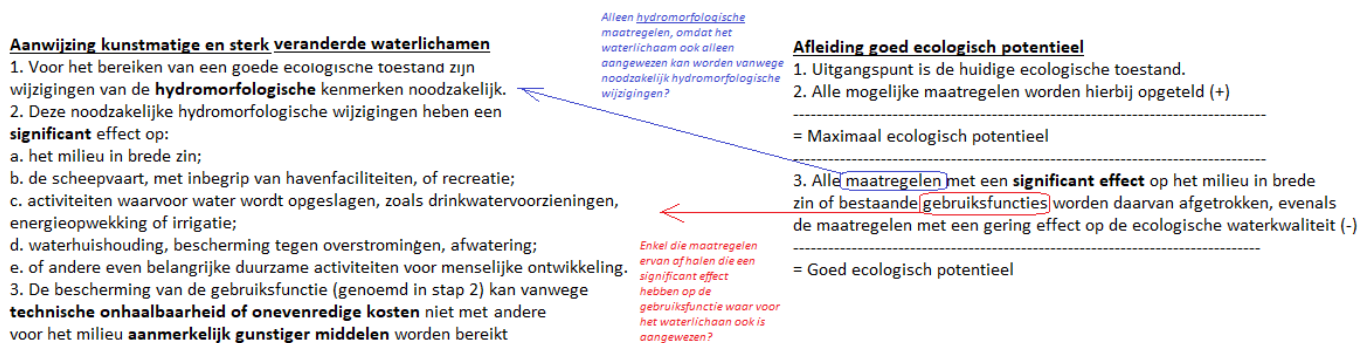 Aanwijzing kunstmatige en sterk veranderde waterlichamen
1. Voor het bereiken van een goede ecologische toestand zijn
wijzigingen van de hydromorfologische kenmerken noodzakelijk.
2. Deze noodzakelijke hydromorfologische wijzigingen hebben een
significant effect op:
a. het milieu in brede zin;
b. de scheepvaart, met inbegrip van havenfaciliteiten, of recreatie;
c. activiteiten waarvoor water wordt opgeslagen, zoals drinkwatervoorzieningen,
energieopwekking of irrigatie;
d. waterhuishouding, bescherming tegen overstromingen, afwatering;
e. of andere even belangrijke duurzame activiteiten voor menselijke ontwikkeling.
3. De bescherming van de gebruiksfunctie (genoemd in stap 2) kan vanwege
technische onhaalbaarheid of onevenredige kosten niet met andere
voor het milieu aanmerkelijk gunstiger middelen worden bereikt
Alleen hydromorfologische
maatregelen, omdat het
waterlichaam ook alleen
aangewezen kan worden vanwege
noodzakelijk hydromorfologische
wijzigingen?
Enkel die maatregelen
ervan af halen die een
significant effect
hebben op de
gebruiksfunctie waar voor
het waterlichaan ook is
aangewezen?
Afleiding goed ecologisch potentieel
1. Uitgangspunt is de huidige ecologische toestand.
2. Alle mogelijke maatregelen worden hierbij opgeteld (+)
= Maximaal ecologisch potentieel
3. Alle maatregelen met een significant effect op het milieu in brede
zin of bestaande gebruiksfuncties worden daarvan afgetrokken, evenals
de maatregelen met een gering effect op de ecologische waterkwaliteit (-)
= Goed ecologisch potentieel